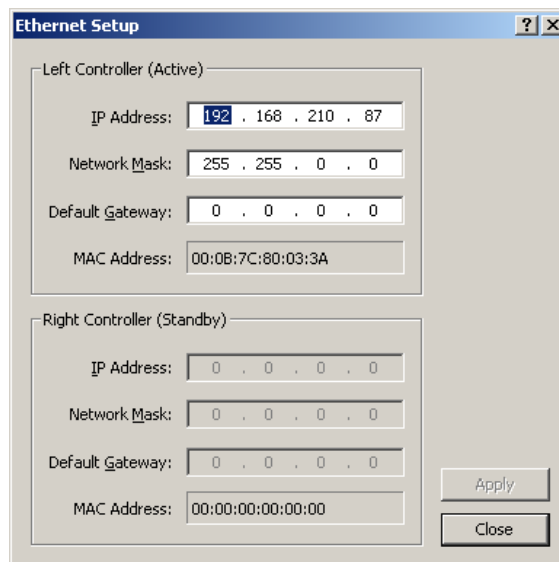 Ethernet Setup
Left Controller (Active)
IP Address: 192 . 168 . 210 . 87
Network Mask: 255 . 255 . 0 . 0
Default Gateway: 0 . 0 . 0 . 0
MAC Address: 00:0B:7C:80:03:3A
Right Controller (Standby)
IP Address: 0 . 0 . 0 . 0
Network Mask: 0 . 0 . 0 . 0
Default Gateway: 0 . 0 . 0 . 0
MAC Address: 00:00:00:00:00:00
Apply
Close